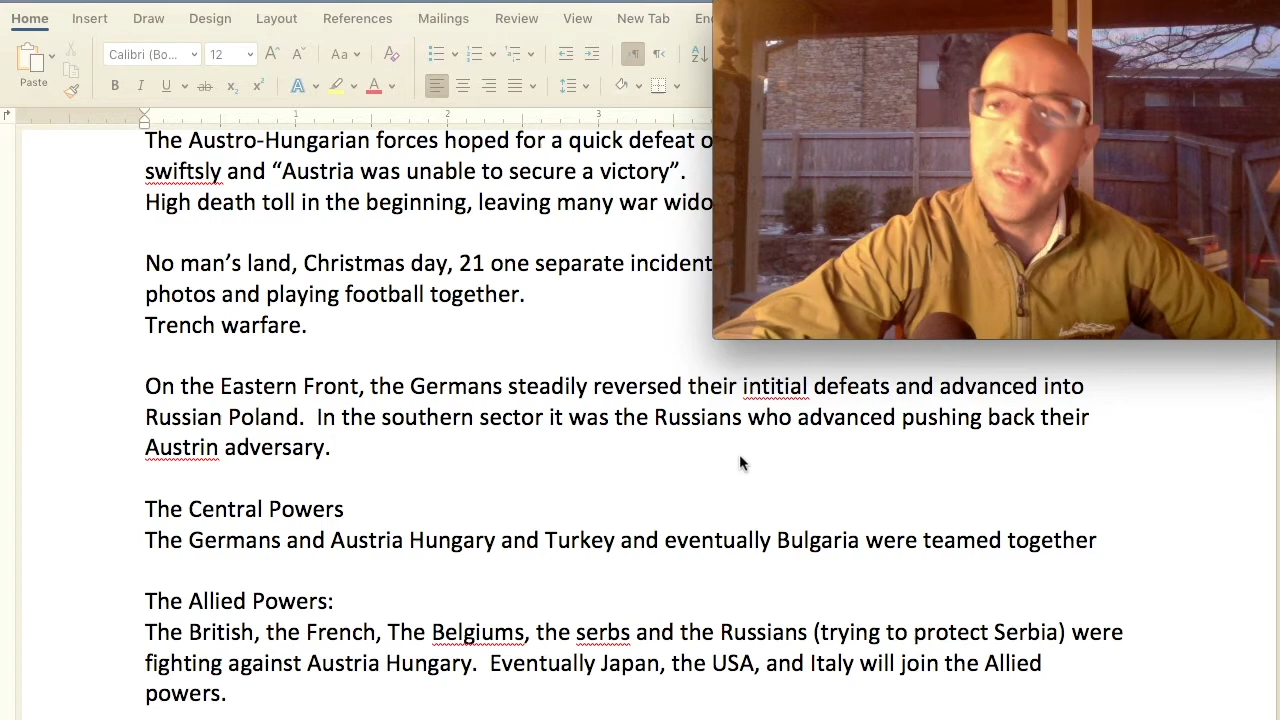 Home Insert Draw Design Layout References Mailings Review View New Tab
Calibri (Bo... 12 Aa
Paste B I U ab x₂ x² A A
1 2 3
The Austro-Hungarian forces hoped for a quick defeat
swiftsly and “Austria was unable to secure a victory”.
High death toll in the beginning, leaving many war
No man’s land, Christmas day, 21 one separate incident
photos and playing football together.
Trench warfare.
On the Eastern Front, the Germans steadily reversed their intitial defeats and advanced into
Russian Poland. In the southern sector it was the Russians who advanced pushing back their
Austrin adversary.
The Central Powers
The Germans and Austria Hungary and Turkey and eventually Bulgaria were teamed together
The Allied Powers:
The British, the French, The Belgiums, the serbs and the Russians (trying to protect Serbia) were
fighting against Austria Hungary. Eventually Japan, the USA, and Italy will join the Allied
powers.